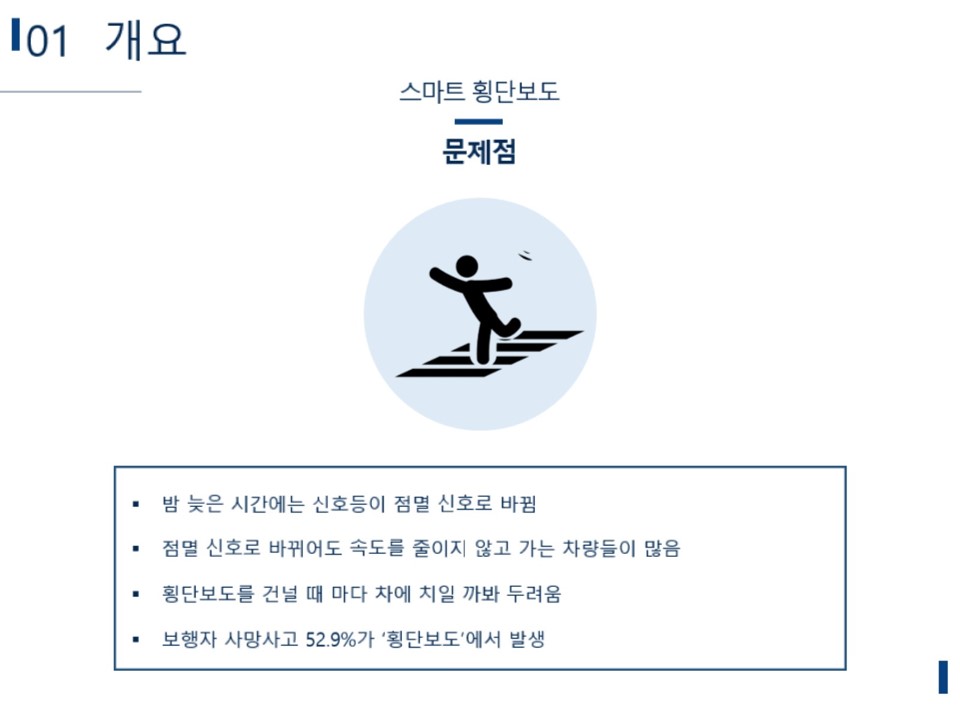 01 개요
스마트 횡단보도
문제점
▪ 밤 늦은 시간에는 신호등이 점멸 신호로 바뀜
▪ 점멸 신호로 바뀌어도 속도를 줄이지 않고 가는 차량들이 많음
▪ 횡단보도를 건널 때 마다 차에 치일 까봐 두려움
▪ 보행자 사망사고 52.9%가 ‘횡단보도’에서 발생